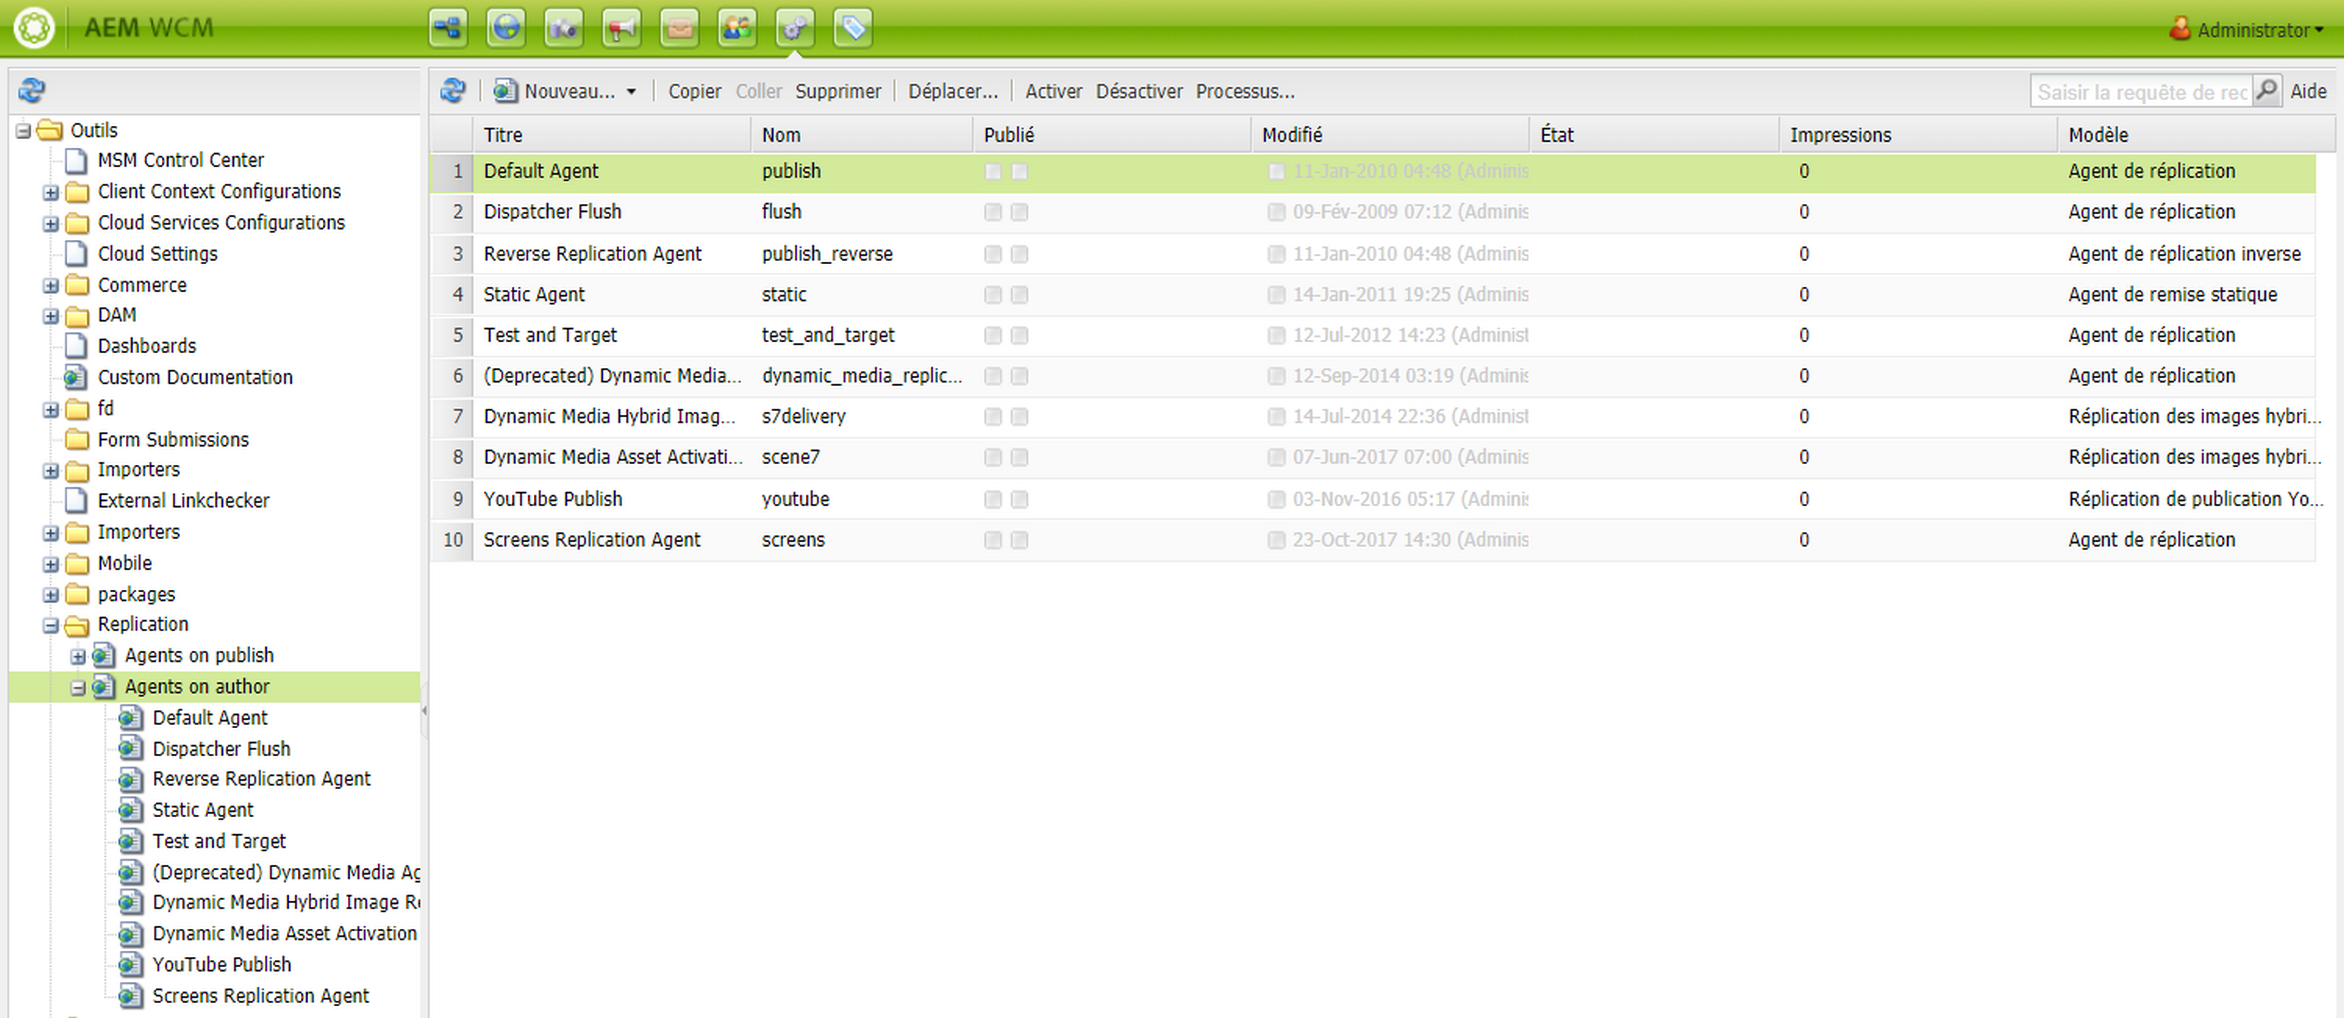 AEM WCM
Administrator
Nouveau...
Copier
Coller
Supprimer
Déplacer...
Activer
Désactiver
Processus...
Saisir la requête de rec
Aide
Outils
MSM Control Center
Client Context Configurations
Cloud Services Configurations
Cloud Settings
Commerce
DAM
Dashboards
Custom Documentation
fd
Form Submissions
Importers
External Linkchecker
Importers
Mobile
packages
Replication
Agents on publish
Agents on author
Default Agent
Dispatcher Flush
Reverse Replication Agent
Static Agent
Test and Target
(Deprecated) Dynamic Media Ag
Dynamic Media Hybrid Image Re
Dynamic Media Asset Activation
YouTube Publish
Screens Replication Agent
Titre Nom Publié Modifié État Impressions Modèle
1 Default Agent publish 11-Jan-2010 04:48 (Adminis 0 Agent de réplication
2 Dispatcher Flush flush 09-Fév-2009 07:12 (Adminis 0 Agent de réplication
3 Reverse Replication Agent publish_reverse 11-Jan-2010 04:48 (Adminis 0 Agent de réplication inverse
4 Static Agent static 14-Jan-2011 19:25 (Adminis 0 Agent de remise statique
5 Test and Target test_and_target 12-Jul-2012 14:23 (Administ 0 Agent de réplication
6 (Deprecated) Dynamic Media... dynamic_media_replic... 12-Sep-2014 03:19 (Adminis 0 Agent de réplication
7 Dynamic Media Hybrid Imag... s7delivery 14-Jul-2014 22:36 (Administ 0 Réplication des images hybri...
8 Dynamic Media Asset Activati... scene7 07-Jun-2017 07:00 (Adminis 0 Réplication des images hybri...
9 YouTube Publish youtube 03-Nov-2016 05:17 (Adminis 0 Réplication de publication Yo...
10 Screens Replication Agent screens 23-Oct-2017 14:30 (Adminis 0 Agent de réplication